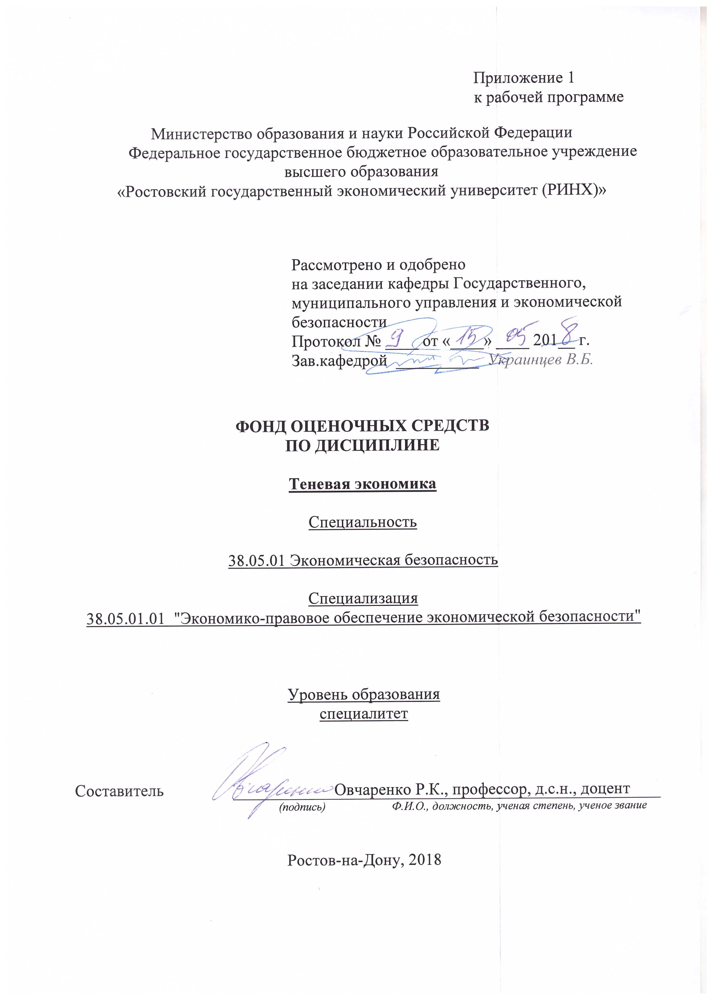 Приложение 1
к рабочей программе
Министерство образования и науки Российской Федерации
Федеральное государственное бюджетное образовательное учреждение
высшего образования
«Ростовский государственный экономический университет (РИНХ)»
Рассмотрено и одобрено
на заседании кафедры Государственного,
муниципального управления и экономической
безопасности
Протокол № 9 от «15» 05 2018 г.
Зав.кафедрой Украинцев В.Б.
ФОНД ОЦЕНОЧНЫХ СРЕДСТВ
ПО ДИСЦИПЛИНЕ
Теневая экономика
Специальность
38.05.01 Экономическая безопасность
Специализация
38.05.01.01 "Экономико-правовое обеспечение экономической безопасности"
Уровень образования
специалитет
Составитель Овчаренко Р.К., профессор, д.с.н., доцент
(подпись) Ф.И.О., должность, ученая степень, ученое звание
Ростов-на-Дону, 2018